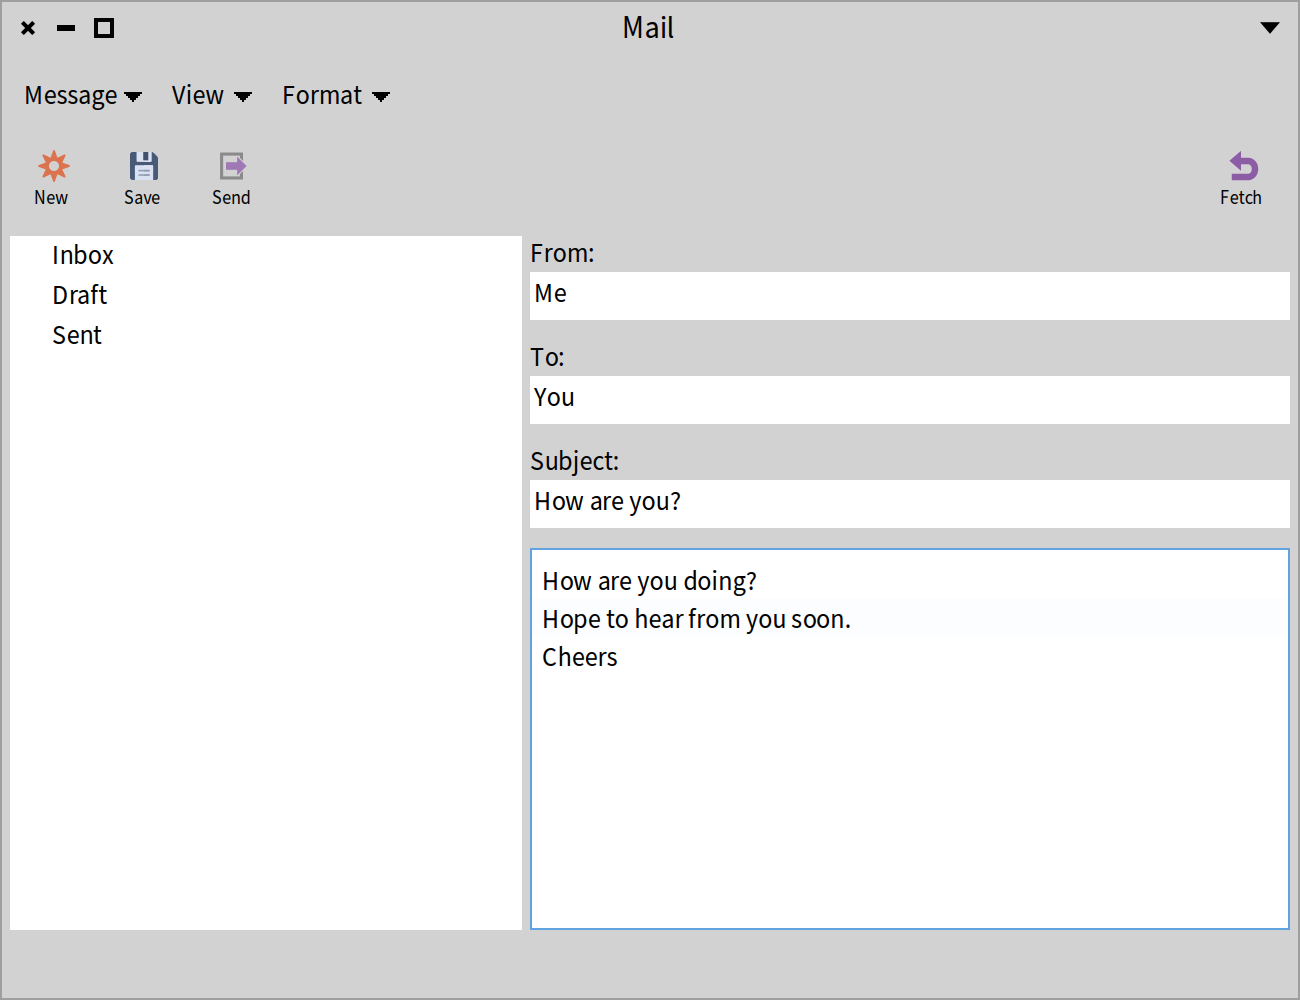 Mail
Message View Format
New Save Send Fetch
Inbox
Draft
Sent
From:
Me
To:
You
Subject:
How are you?
How are you doing?
Hope to hear from you soon.
Cheers